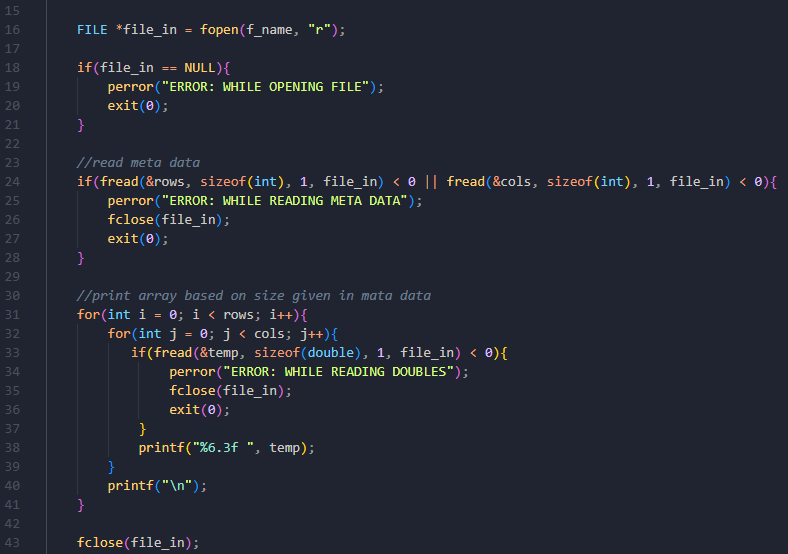 15
16 FILE *file_in = fopen(f_name, "r");
17
18 if(file_in == NULL){
19 perror("ERROR: WHILE OPENING FILE");
20 exit(0);
21 }
22
23 //read meta data
24 if(fread(&rows, sizeof(int), 1, file_in) < 0 || fread(&cols, sizeof(int), 1, file_in) < 0){
25 perror("ERROR: WHILE READING META DATA");
26 fclose(file_in);
27 exit(0);
28 }
29
30 //print array based on size given in mata data
31 for(int i = 0; i < rows; i++){
32 for(int j = 0; j < cols; j++){
33 if(fread(&temp, sizeof(double), 1, file_in) < 0){
34 perror("ERROR: WHILE READING DOUBLES");
35 fclose(file_in);
36 exit(0);
37 }
38 printf("%6.3f ", temp);
39 }
40 printf("\n");
41 }
42
43 fclose(file_in);